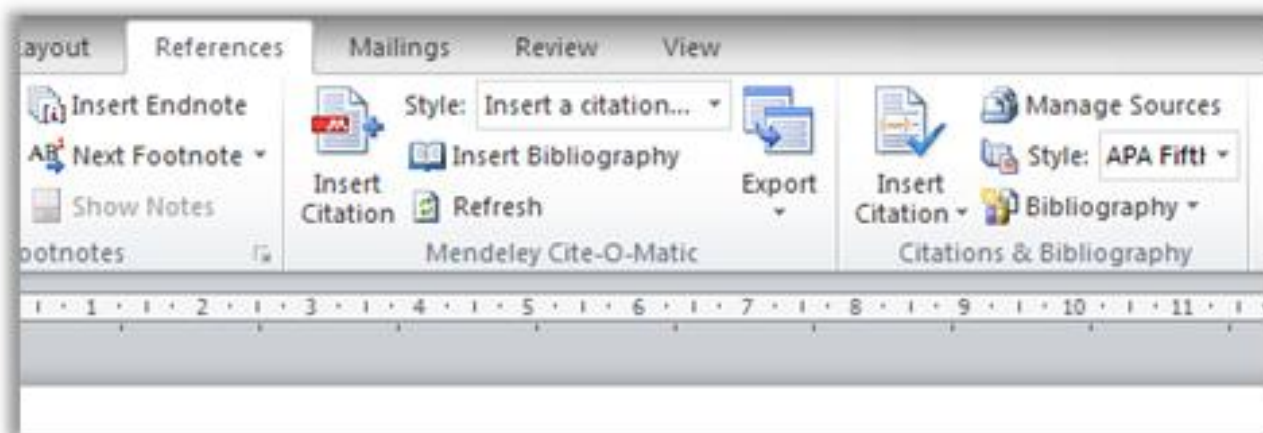 ayout References Mailings Review View
Insert Endnote
AB Next Footnote
Show Notes
ootnotes
Insert Citation
Style: Insert a citation...
Insert Bibliography
Refresh
Export
Mendeley Cite-O-Matic
Insert Citation
Manage Sources
Style: APA Fiftl
Bibliography
Citations & Bibliography
1 2 3 4 5 6 7 8 9 10 11